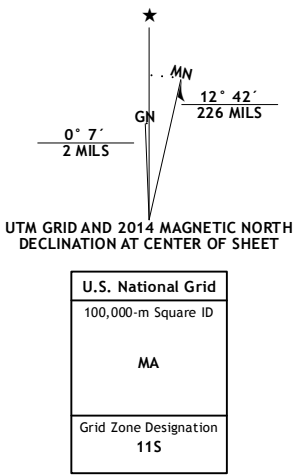 ★
MN
GN
12° 42´
226 MILS
0° 7´
2 MILS
UTM GRID AND 2014 MAGNETIC NORTH
DECLINATION AT CENTER OF SHEET
U.S. National Grid
100,000-m Square ID
MA
Grid Zone Designation
11S